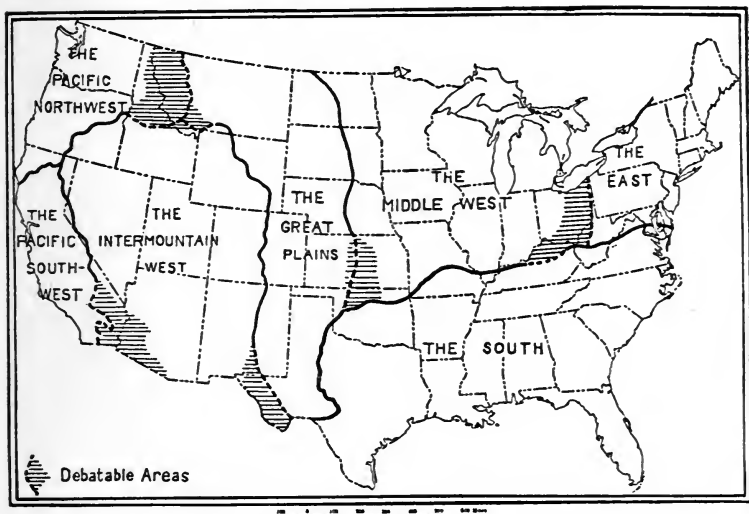 THE
PACIFIC
NORTHWEST
THE
PACIFIC
SOUTH-
WEST
THE
INTERMOUNTAIN
WEST
THE
GREAT
PLAINS
THE
MIDDLE WEST
THE
EAST
THE SOUTH
Debatable Areas